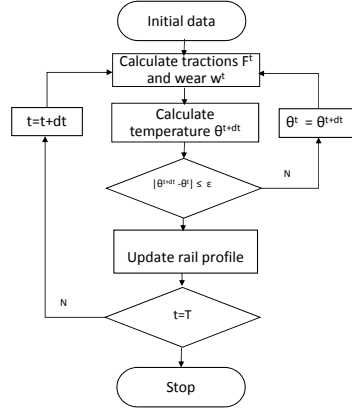 Initial data
Calculate tractions Fᵗ
and wear wᵗ
t=t+dt
Calculate
temperature θᵗ⁺ᵈᵗ
θᵗ = θᵗ⁺ᵈᵗ
|θᵗ⁺ᵈᵗ -θᵗ| ≤ ε
N
Update rail profile
N
t=T
Stop